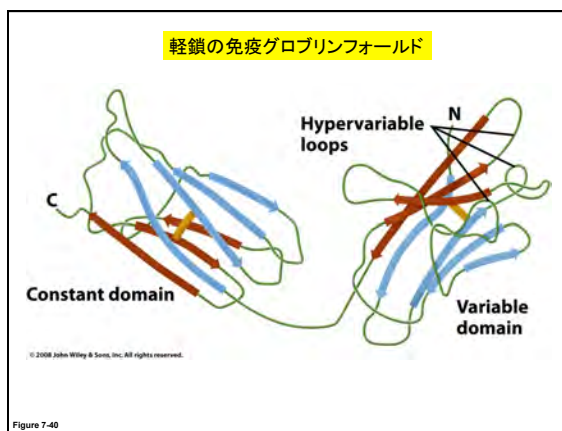 軽鎖の免疫グロブリンフォールド
N
Hypervariable
loops
C
Constant domain
Variable
domain
© 2008 John Wiley & Sons, Inc. All rights reserved.
Figure 7-40